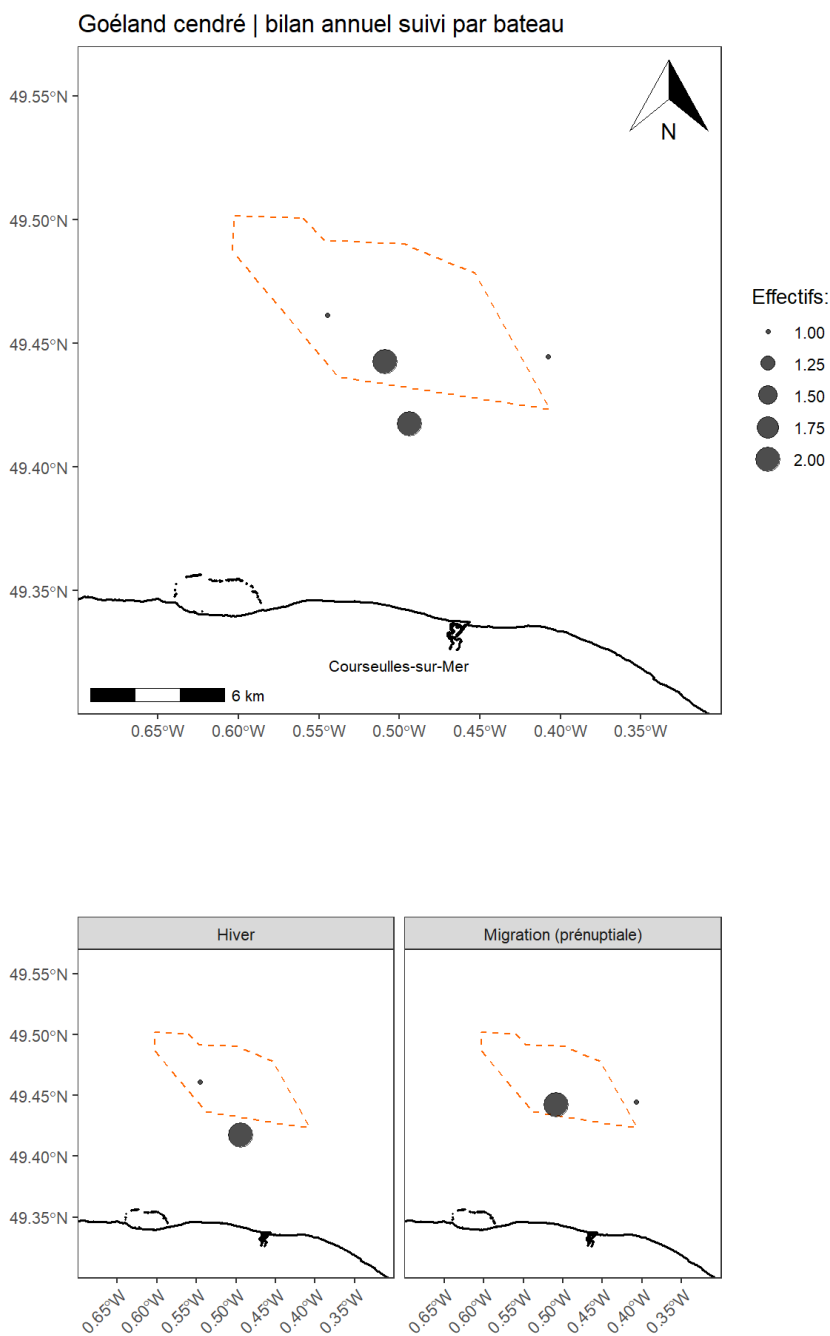 Goéland cendré | bilan annuel suivi par bateau
49.55°N
N
49.50°N
49.45°N
49.40°N
49.35°N
Courseulles-sur-Mer
6 km
0.65°W 0.60°W 0.55°W 0.50°W 0.45°W 0.40°W 0.35°W
Effectifs:
1.00
1.25
1.50
1.75
2.00
Hiver
Migration (prénuptiale)
49.55°N
49.50°N
49.45°N
49.40°N
49.35°N
0.65°W 0.60°W 0.55°W 0.50°W 0.45°W 0.40°W 0.35°W
0.65°W 0.60°W 0.55°W 0.50°W 0.45°W 0.40°W 0.35°W